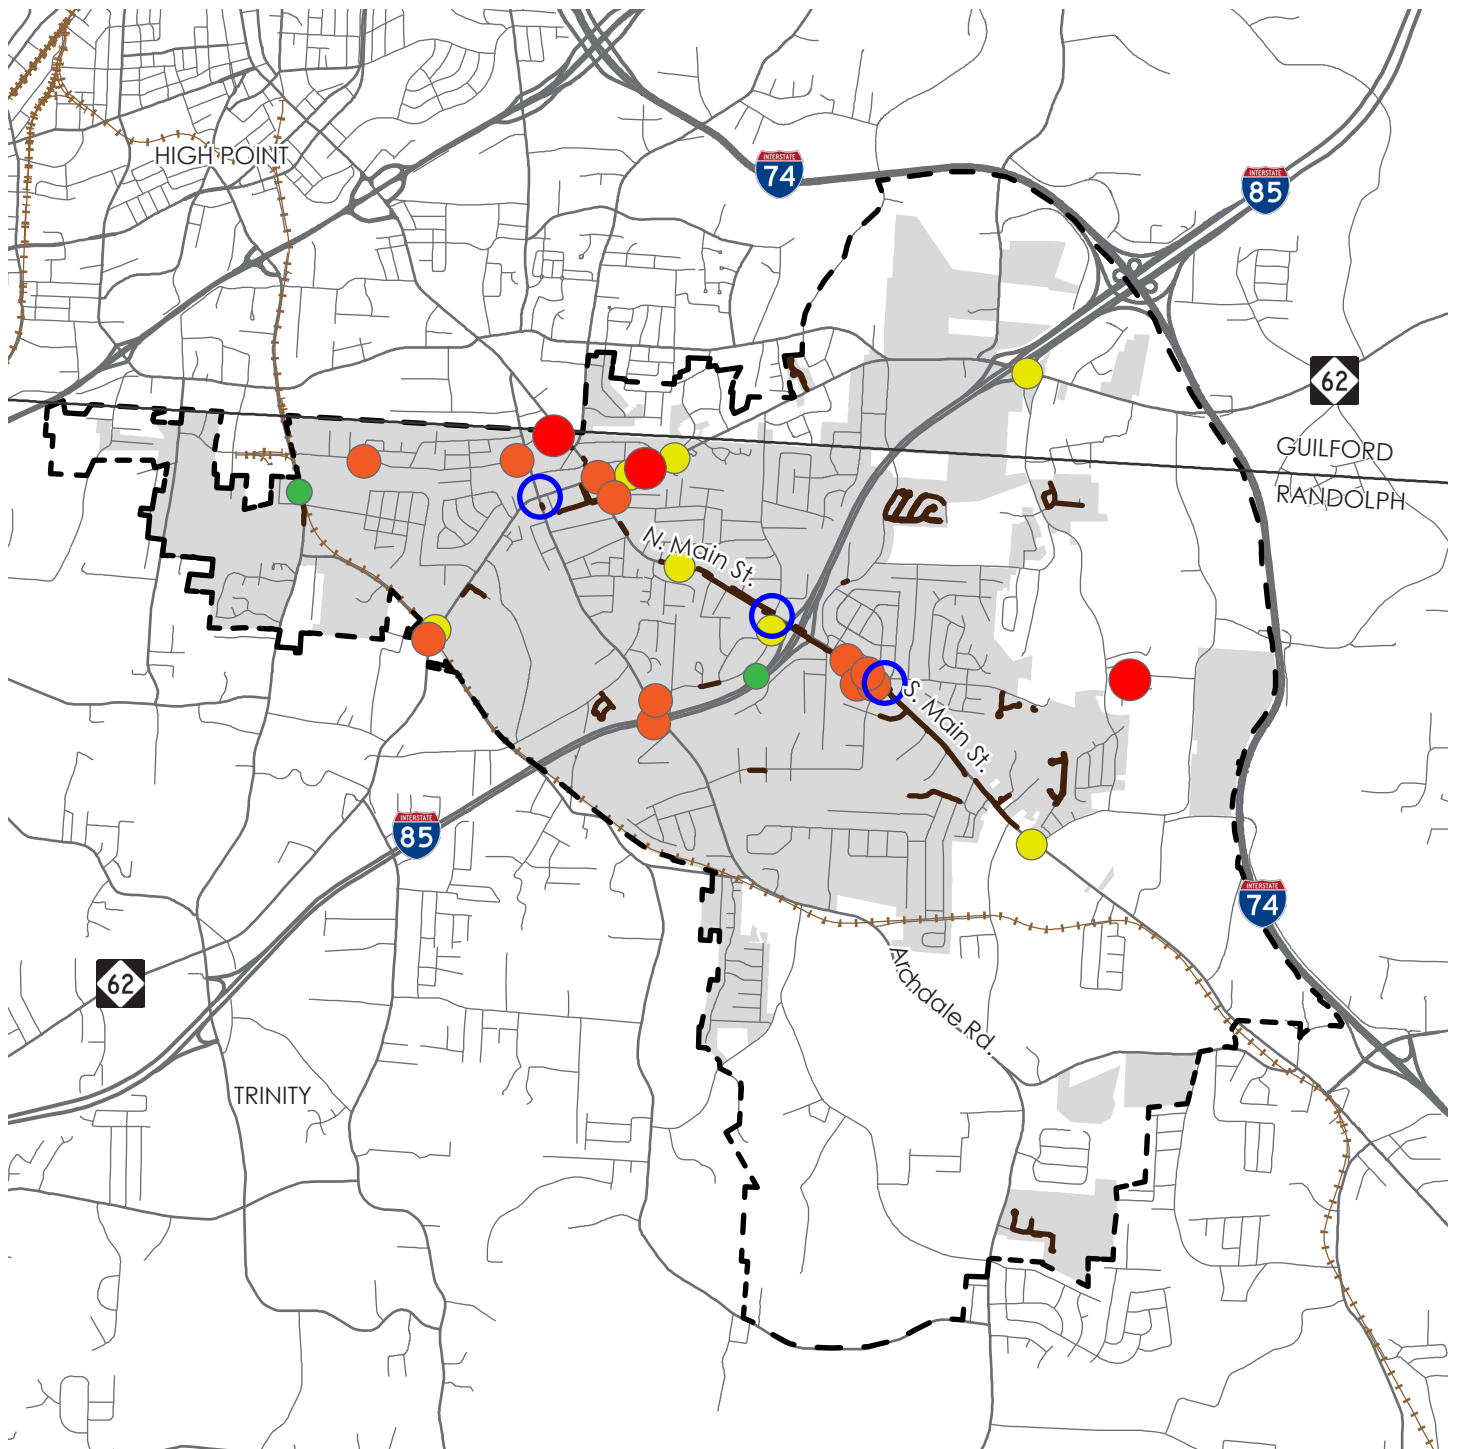 HIGH POINT
INTERSTATE
74
INTERSTATE
85
62
GUILFORD
RANDOLPH
N. Main St.
S. Main St.
INTERSTATE
85
INTERSTATE
74
62
Archdale Rd.
TRINITY